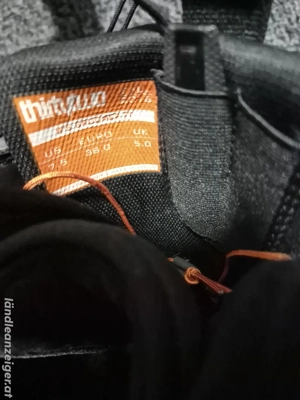 thirtytwo
US EURO UK
7.5 38.0 5.0
ländleanzeiger.at